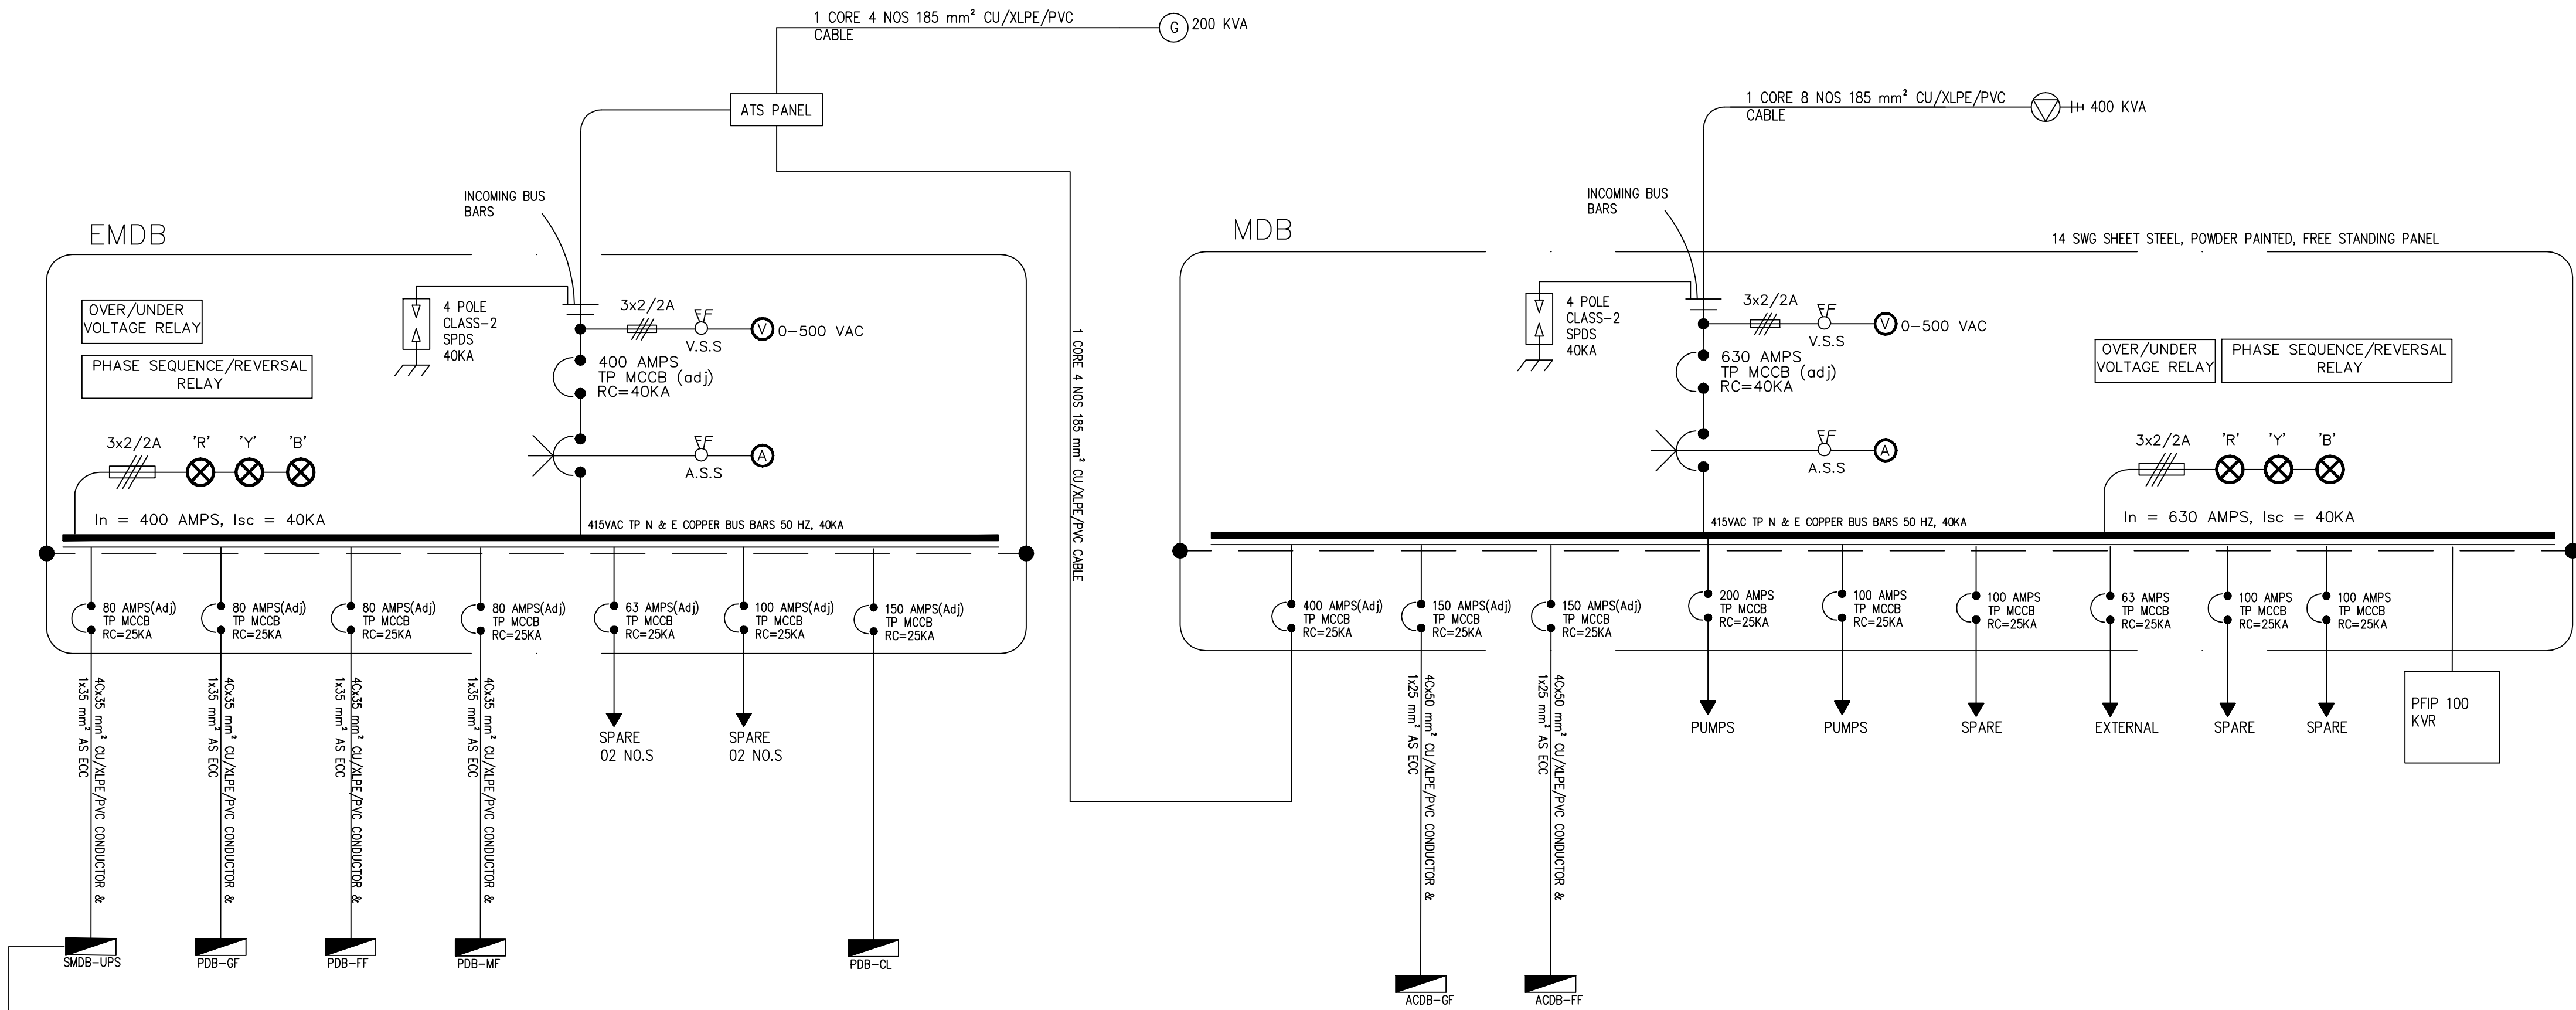 1 CORE 4 NOS 185 mm² CU/XLPE/PVC
CABLE
G
200 KVA
ATS PANEL
1 CORE 8 NOS 185 mm² CU/XLPE/PVC
CABLE
400 KVA
EMDB
INCOMING BUS
BARS
OVER/UNDER
VOLTAGE RELAY
PHASE SEQUENCE/REVERSAL
RELAY
4 POLE
CLASS-2
SPDS
40KA
3x2/2A
V.S.S
V
0-500 VAC
400 AMPS
TP MCCB (adj)
RC=40KA
A.S.S
A
3x2/2A
'R'
'Y'
'B'
In = 400 AMPS, Isc = 40KA
415VAC TP N & E COPPER BUS BARS 50 HZ, 40KA
80 AMPS(Adj)
TP MCCB
RC=25KA
80 AMPS(Adj)
TP MCCB
RC=25KA
80 AMPS(Adj)
TP MCCB
RC=25KA
80 AMPS(Adj)
TP MCCB
RC=25KA
63 AMPS(Adj)
TP MCCB
RC=25KA
100 AMPS(Adj)
TP MCCB
RC=25KA
150 AMPS(Adj)
TP MCCB
RC=25KA
4Cx35 mm² CU/XLPE/PVC CONDUCTOR &
1x35 mm² AS ECC
4Cx35 mm² CU/XLPE/PVC CONDUCTOR &
1x35 mm² AS ECC
4Cx35 mm² CU/XLPE/PVC CONDUCTOR &
1x35 mm² AS ECC
4Cx35 mm² CU/XLPE/PVC CONDUCTOR &
1x35 mm² AS ECC
SPARE
02 NO.S
SPARE
02 NO.S
SMDB-UPS
PDB-GF
PDB-FF
PDB-MF
PDB-CL
1 CORE 4 NOS 185 mm² CU/XLPE/PVC CABLE
MDB
INCOMING BUS
BARS
14 SWG SHEET STEEL, POWDER PAINTED, FREE STANDING PANEL
4 POLE
CLASS-2
SPDS
40KA
3x2/2A
V.S.S
V
0-500 VAC
630 AMPS
TP MCCB (adj)
RC=40KA
A.S.S
A
OVER/UNDER
VOLTAGE RELAY
PHASE SEQUENCE/REVERSAL
RELAY
3x2/2A
'R'
'Y'
'B'
In = 630 AMPS, Isc = 40KA
415VAC TP N & E COPPER BUS BARS 50 HZ, 40KA
400 AMPS(Adj)
TP MCCB
RC=25KA
150 AMPS(Adj)
TP MCCB
RC=25KA
150 AMPS(Adj)
TP MCCB
RC=25KA
200 AMPS
TP MCCB
RC=25KA
100 AMPS
TP MCCB
RC=25KA
100 AMPS
TP MCCB
RC=25KA
63 AMPS
TP MCCB
RC=25KA
100 AMPS
TP MCCB
RC=25KA
100 AMPS
TP MCCB
RC=25KA
4Cx50 mm² CU/XLPE/PVC CONDUCTOR &
1x25 mm² AS ECC
4Cx50 mm² CU/XLPE/PVC CONDUCTOR &
1x25 mm² AS ECC
PUMPS
PUMPS
SPARE
EXTERNAL
SPARE
SPARE
PFIP 100
KVR
ACDB-GF
ACDB-FF